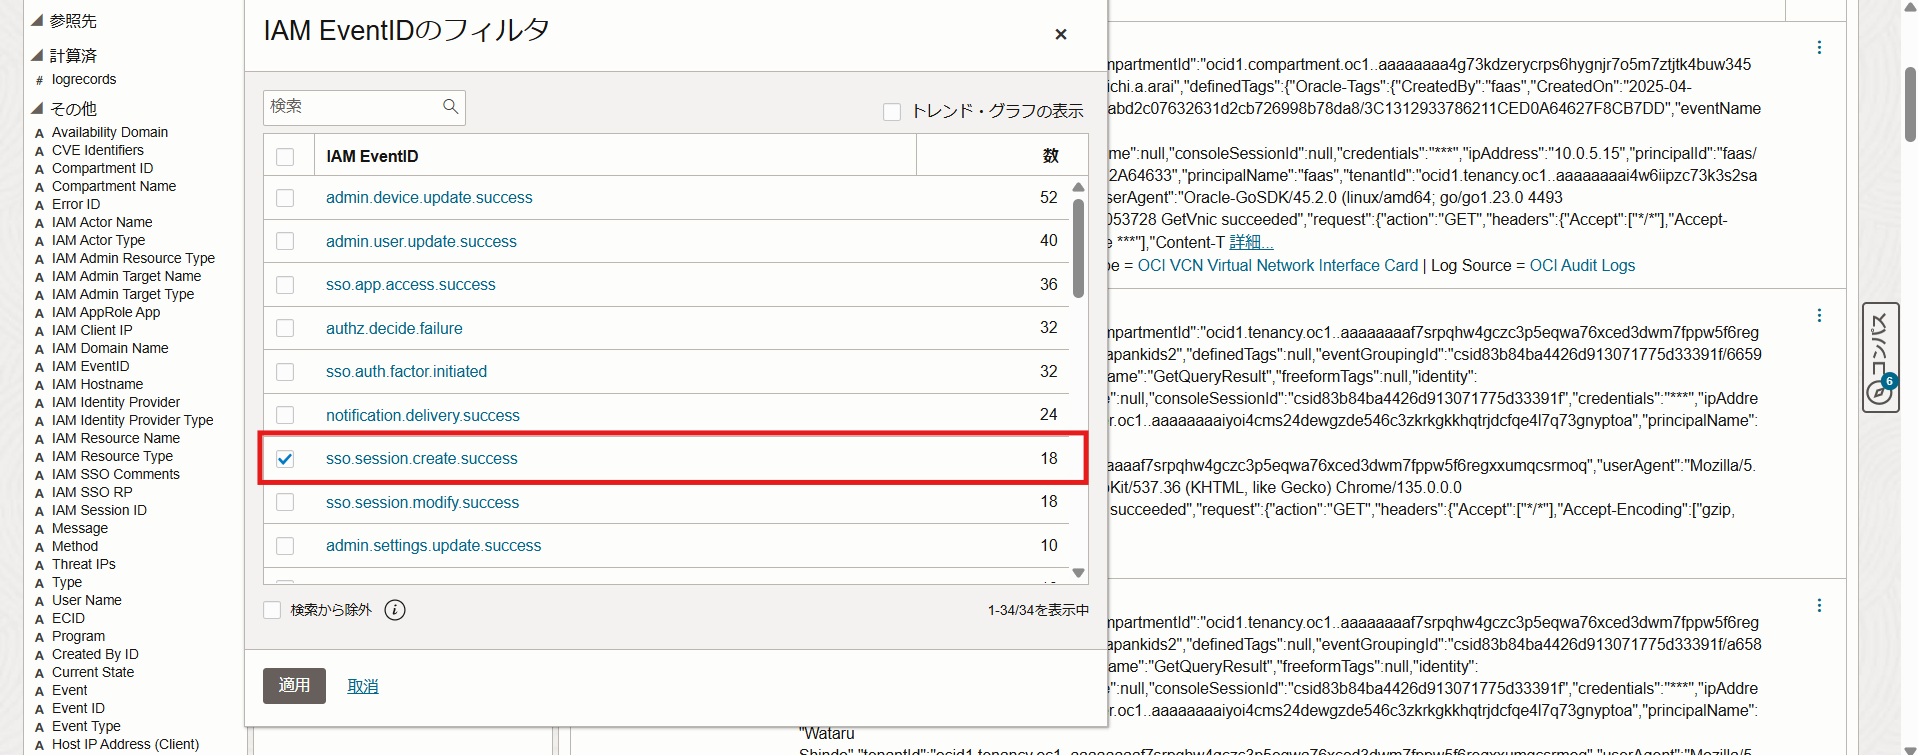 参照先
計算済
# logrecords
その他
A Availability Domain
A CVE Identifiers
A Compartment ID
A Compartment Name
A Error ID
A IAM Actor Name
A IAM Actor Type
A IAM Admin Resource Type
A IAM Admin Target Name
A IAM Admin Target Type
A IAM AppRole App
A IAM Client IP
A IAM Domain Name
A IAM EventID
A IAM Hostname
A IAM Identity Provider
A IAM Identity Provider Type
A IAM Resource Name
A IAM Resource Type
A IAM SSO Comments
A IAM SSO RP
A IAM Session ID
A Message
A Method
A Threat IPs
A Type
A User Name
A ECID
A Program
A Created By ID
A Current State
A Event
A Event ID
A Event Type
A Host IP Address (Client)
IAM EventIDのフィルタ
×
検索
トレンド・グラフの表示
IAM EventID 数
admin.device.update.success 52
admin.user.update.success 40
sso.app.access.success 36
authz.decide.failure 32
sso.auth.factor.initiated 32
notification.delivery.success 24
sso.session.create.success 18
sso.session.modify.success 18
admin.settings.update.success 10
検索から除外 i
1-34/34を表示中
適用 取消
npartmentId":"ocid1.compartment.oc1..aaaaaaaa4g73kdzerycrps6hygnjr7o5m7ztjtk4buw345
ichi.a.arai","definedTags":{"Oracle-Tags":{"CreatedBy":"faas","CreatedOn":"2025-04-
abd2c07632631d2cb726998b78da8/3C1312933786211CED0A64627F8CB7DD","eventName
me":null,"consoleSessionId":null,"credentials":"***","ipAddress":"10.0.5.15","principalId":"faas/
2A64633","principalName":"faas","tenantId":"ocid1.tenancy.oc1..aaaaaaaai4w6iipzc73k3s2sa
serAgent":"Oracle-GoSDK/45.2.0 (linux/amd64; go/go1.23.0 4493
053728 GetVnic succeeded","request":{"action":"GET","headers":{"Accept":["*/*"],"Accept-
e ***"],"Content-T 詳細...
pe = OCI VCN Virtual Network Interface Card | Log Source = OCI Audit Logs
npartmentId":"ocid1.tenancy.oc1..aaaaaaaaf7srpqhw4gczc3p5eqwa76xced3dwm7fppw5f6reg
apankids2","definedTags":null,"eventGroupingId":"csid83b84ba4426d913071775d33391f/6659
ame":"GetQueryResult","freeformTags":null,"identity":
":null,"consoleSessionId":"csid83b84ba4426d913071775d33391f","credentials":"***","ipAddre
r.oc1..aaaaaaaaiyoi4cms24dewgzde546c3zkrkgkkhqtrjdcfqe4l7q73gnyptoa","principalName":
aaaaf7srpqhw4gczc3p5eqwa76xced3dwm7fppw5f6regxxumqcsrmoq","userAgent":"Mozilla/5.
Kit/537.36 (KHTML, like Gecko) Chrome/135.0.0.0
succeeded","request":{"action":"GET","headers":{"Accept":["*/*"],"Accept-Encoding":["gzip,
npartmentId":"ocid1.tenancy.oc1..aaaaaaaaf7srpqhw4gczc3p5eqwa76xced3dwm7fppw5f6reg
apankids2","definedTags":null,"eventGroupingId":"csid83b84ba4426d913071775d33391f/a658
ame":"GetQueryResult","freeformTags":null,"identity":
":null,"consoleSessionId":"csid83b84ba4426d913071775d33391f","credentials":"***","ipAddre
r.oc1..aaaaaaaaiyoi4cms24dewgzde546c3zkrkgkkhqtrjdcfqe4l7q73gnyptoa","principalName":
"Wataru
コンパス
6